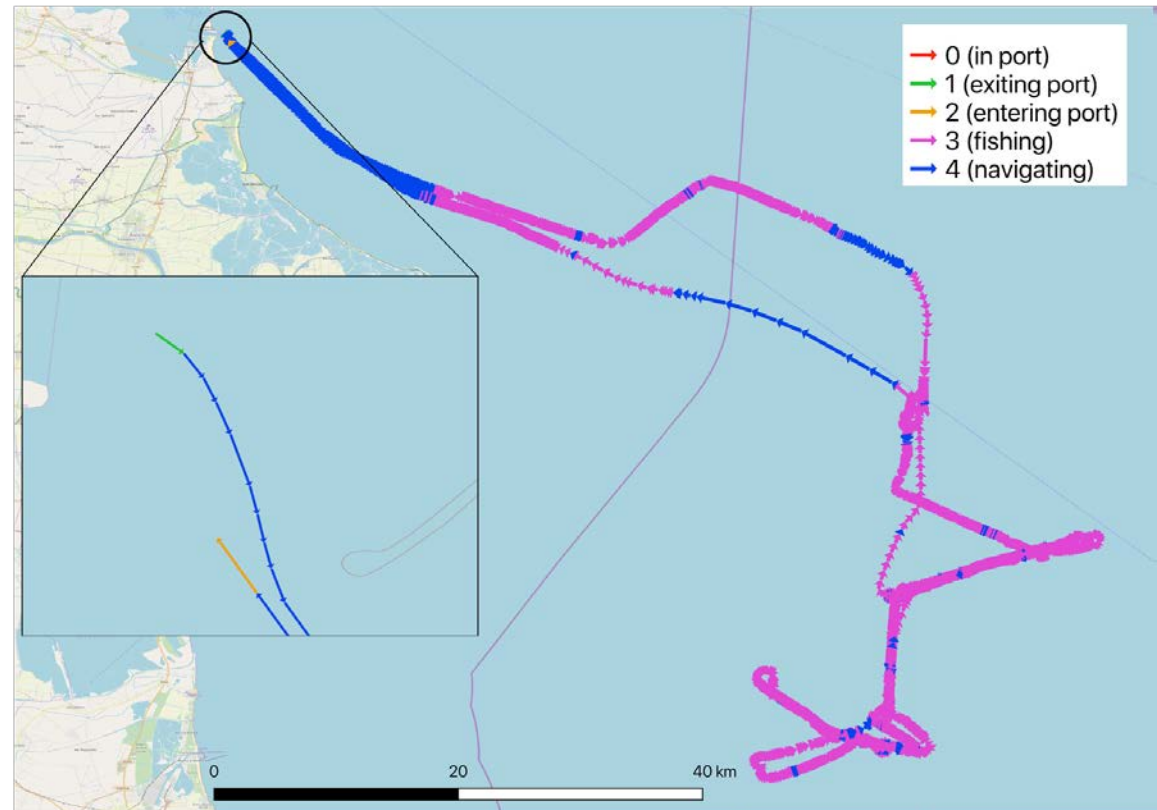 0 (in port)
1 (exiting port)
2 (entering port)
3 (fishing)
4 (navigating)
0
20
40 km